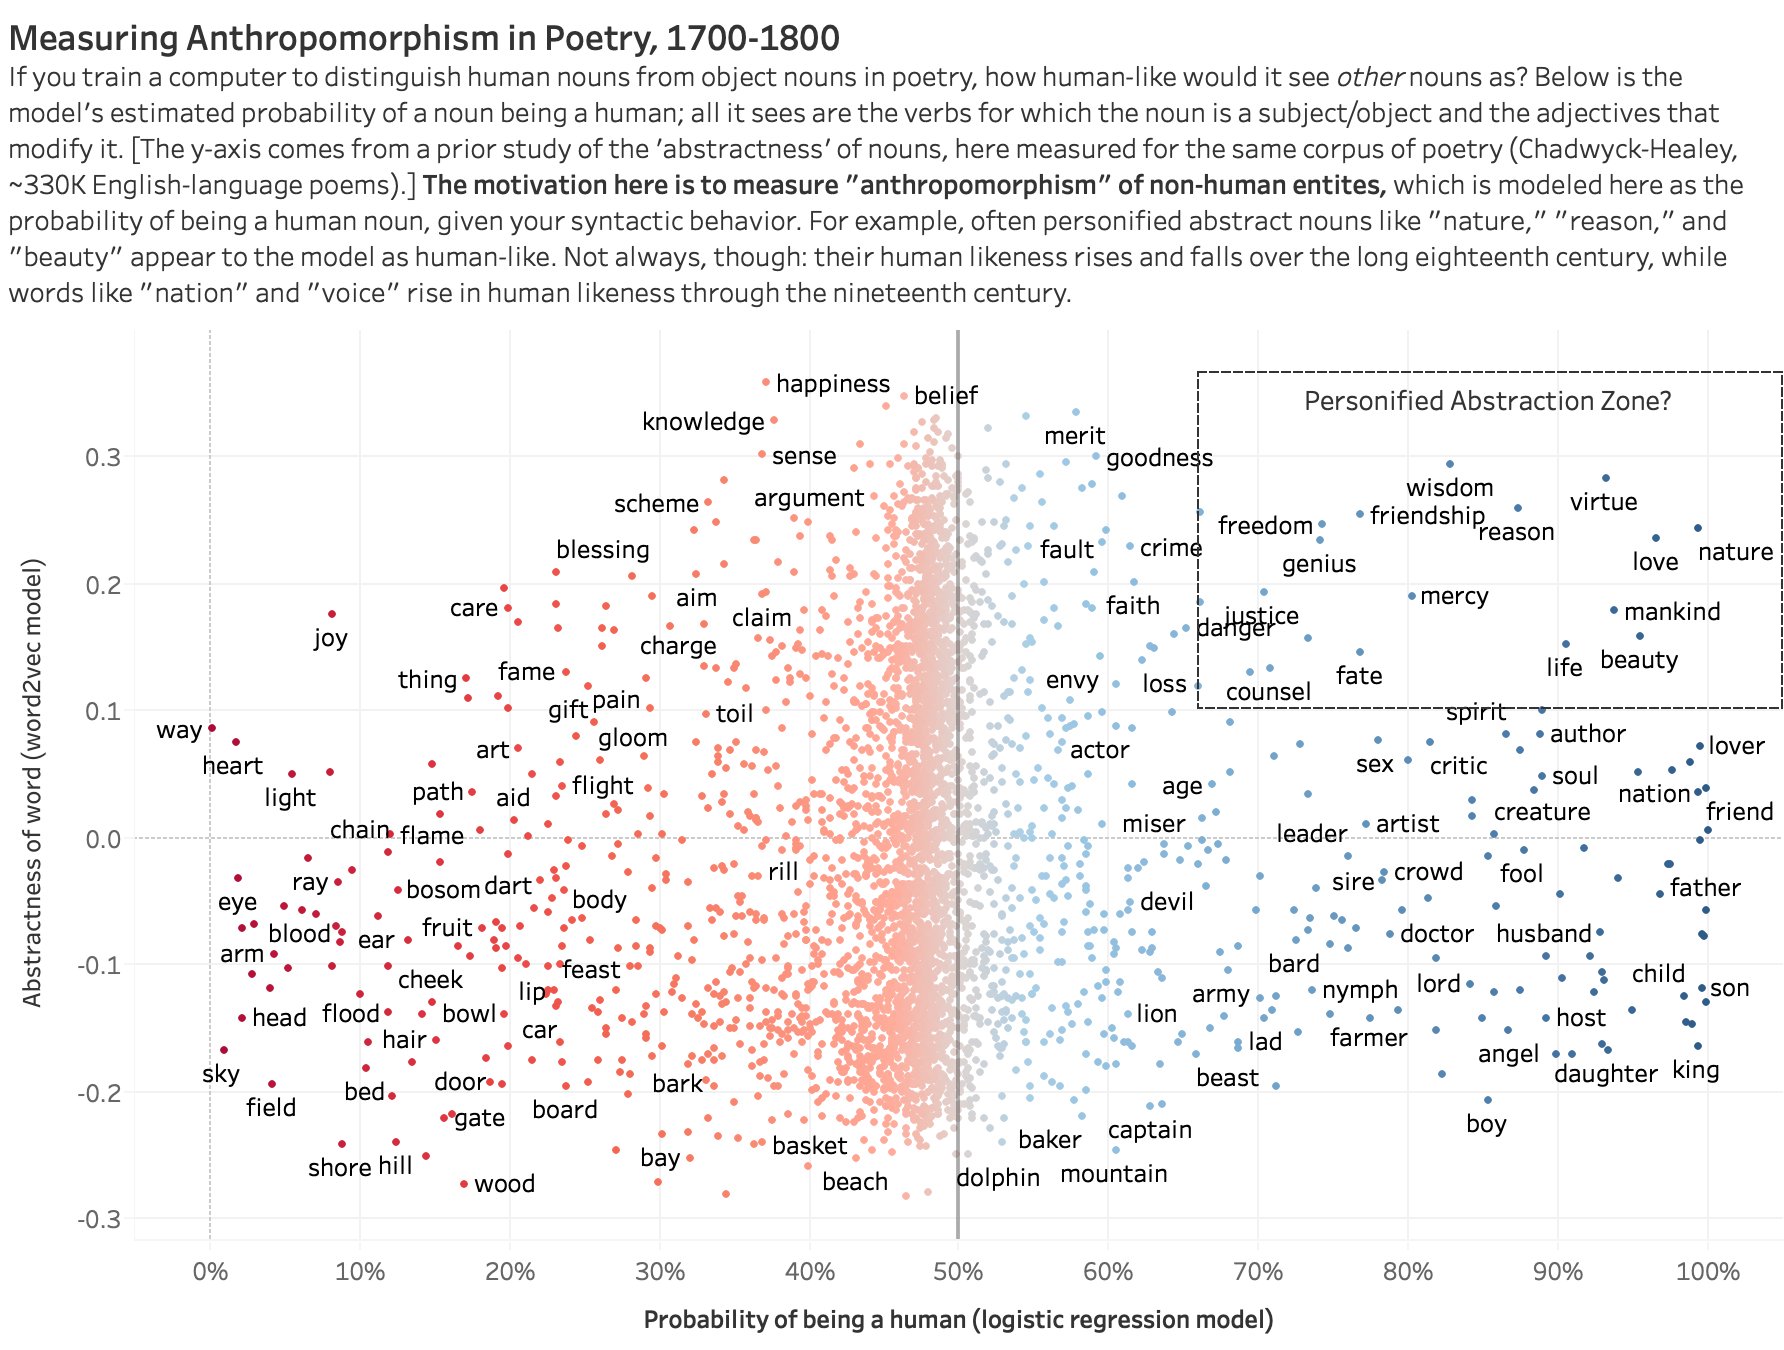 Measuring Anthropomorphism in Poetry, 1700-1800
If you train a computer to distinguish human nouns from object nouns in poetry, how human-like would it see other nouns as? Below is the
model's estimated probability of a noun being a human; all it sees are the verbs for which the noun is a subject/object and the adjectives that
modify it. [The y-axis comes from a prior study of the 'abstractness' of nouns, here measured for the same corpus of poetry (Chadwyck-Healey,
~330K English-language poems).] The motivation here is to measure "anthropomorphism" of non-human entites, which is modeled here as the
probability of being a human noun, given your syntactic behavior. For example, often personified abstract nouns like "nature," "reason," and
"beauty" appear to the model as human-like. Not always, though: their human likeness rises and falls over the long eighteenth century, while
words like "nation" and "voice" rise in human likeness through the nineteenth century.
happiness
belief
Personified Abstraction Zone?
knowledge
merit
0.3
sense
goodness
scheme
argument
wisdom
virtue
freedom
friendship
reason
blessing
fault
crime
genius
love
nature
0.2
care
aim
claim
faith
justice
mercy
mankind
joy
charge
danger
thing
fame
pain
envy
loss
counsel
fate
life
beauty
0.1
gift
toil
spirit
way
heart
art
gloom
actor
author
lover
light
path
aid
flight
age
sex
critic
soul
nation
0.0
chain
flame
miser
leader
artist
creature
friend
ray
bosom
dart
rill
sire
crowd
fool
father
eye
body
devil
blood
ear
fruit
doctor
husband
arm
-0.1
cheek
feast
bard
child
lip
army
nymph
lord
son
head
flood
bowl
car
lion
host
hair
lad
farmer
angel
sky
bed
door
bark
beast
daughter
king
-0.2
field
gate
board
boy
shore
hill
bay
basket
baker
captain
wood
beach
dolphin
mountain
-0.3
Abstractness of word (word2vec model)
0%
10%
20%
30%
40%
50%
60%
70%
80%
90%
100%
Probability of being a human (logistic regression model)